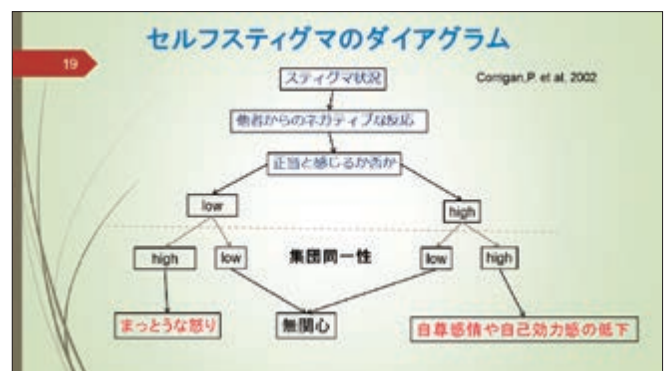 19
セルフスティグマのダイアグラム
Corrigan,P. et al, 2002
スティグマ状況
他者からのネガティブな反応
正当と感じるか否か
low
high
high
low
集団同一性
low
high
まっとうな怒り
無関心
自尊感情や自己効力感の低下